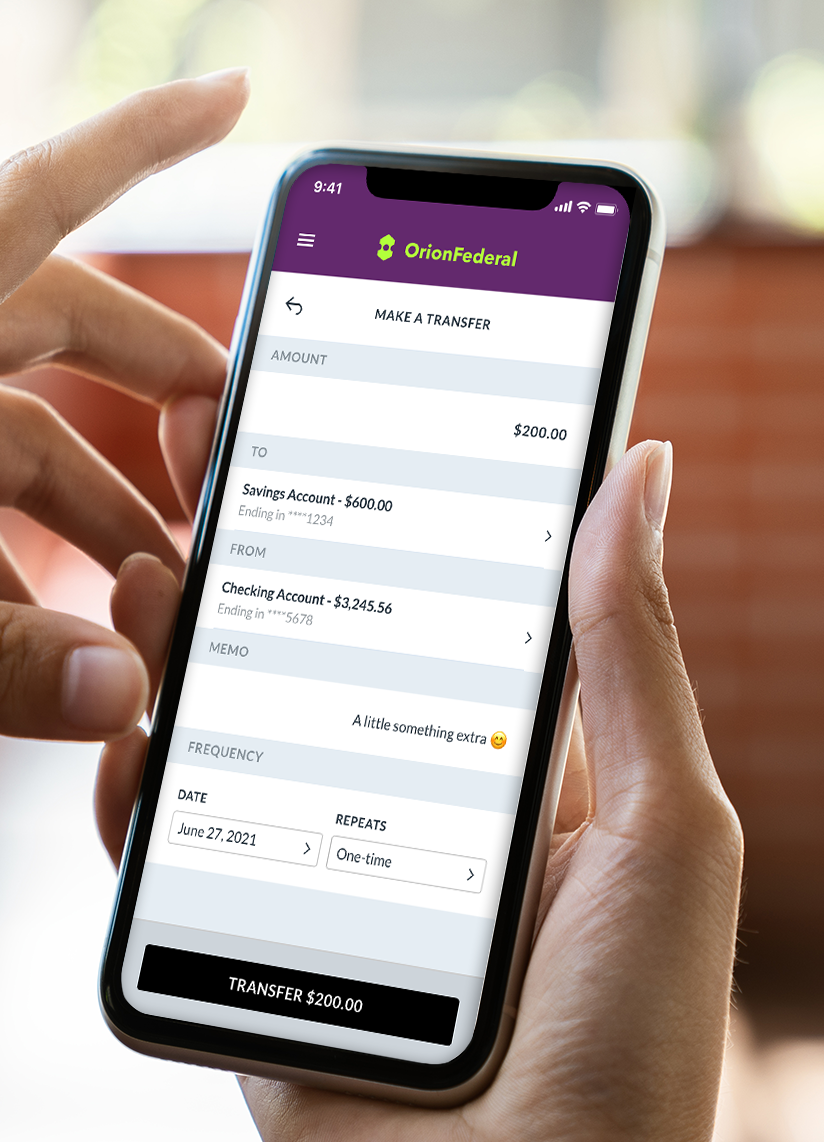 9:41
OrionFederal
MAKE A TRANSFER
AMOUNT
$200.00
TO
Savings Account - $600.00
Ending in ****1234
FROM
Checking Account - $3,245.56
Ending in ****5678
MEMO
A little something extra 😊
FREQUENCY
DATE
REPEATS
June 27, 2021
One-time
TRANSFER $200.00